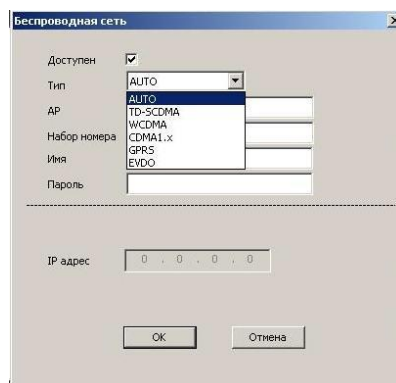 Беспроводная сеть
Доступен
Тип AUTO
AUTO
AP TD-SCDMA
WCDMA
Набор номера CDMA1.x
GPRS
Имя EVDO
Пароль
IP адрес 0 . 0 . 0 . 0
OK Отмена